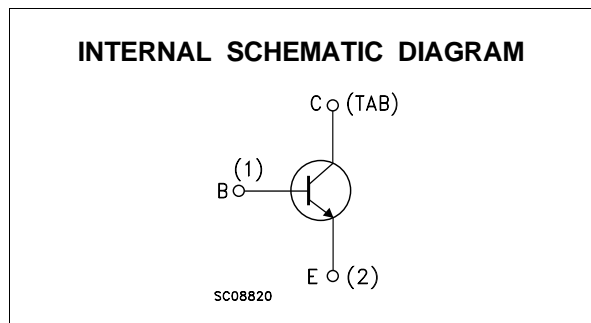 INTERNAL SCHEMATIC DIAGRAM
C (TAB)
(1)
B
E (2)
SC08820